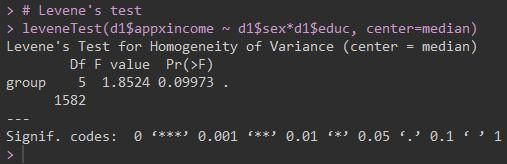 > # Levene's test
> leveneTest(d1$appxincome ~ d1$sex*d1$educ, center=median)
Levene's Test for Homogeneity of Variance (center = median)
        Df F value  Pr(>F)
group    5  1.8524 0.09973 .
      1582
---
Signif. codes:  0 ‘***’ 0.001 ‘**’ 0.01 ‘*’ 0.05 ‘.’ 0.1 ‘ ’ 1
>